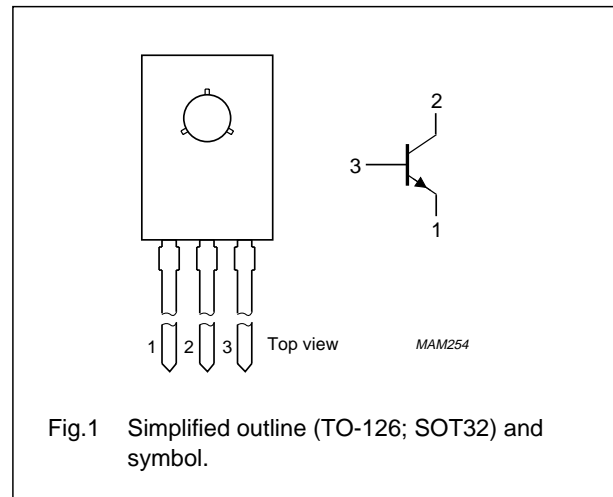 2
3
1
1 2 3 Top view MAM254
Fig.1 Simplified outline (TO-126; SOT32) and
symbol.